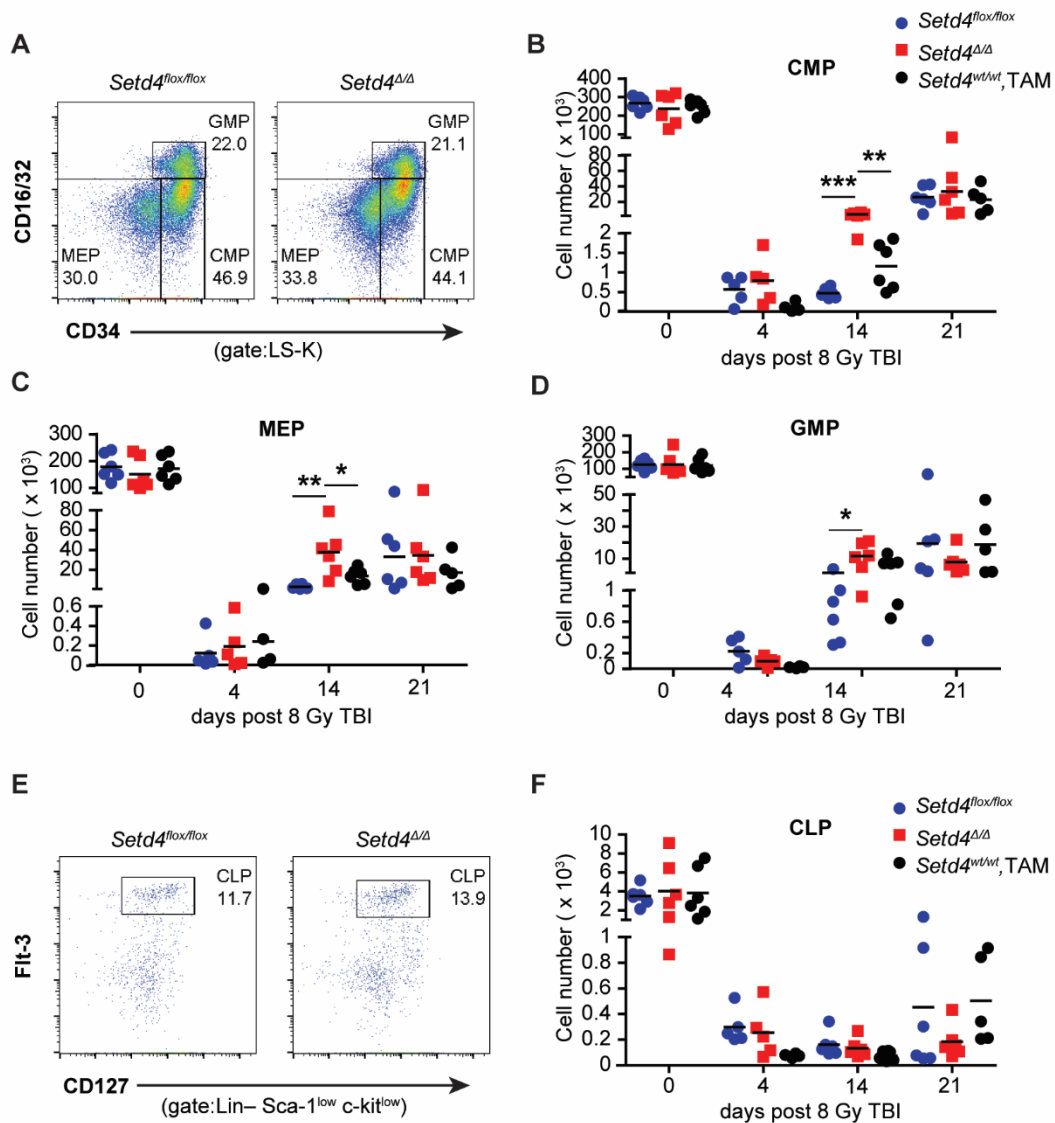 A
Setd4flox/flox
Setd4Δ/Δ
CD16/32
GMP
22.0
MEP
30.0
CMP
46.9
GMP
21.1
MEP
33.8
CMP
44.1
CD34
(gate:LS-K)
B
Setd4flox/flox
Setd4Δ/Δ
Setd4wt/wt,TAM
CMP
Cell number ( x 10³)
400
300
200
100
80
60
40
20
2
1.5
1
0.5
0
***
**
0 4 14 21
days post 8 Gy TBI
C
MEP
Cell number ( x 10³)
300
200
100
80
60
40
20
0.6
0.4
0.2
0
**
*
0 4 14 21
days post 8 Gy TBI
D
GMP
Cell number ( x 10³)
300
200
100
50
30
20
10
1
0.2
0
*
0 4 14 21
days post 8 Gy TBI
E
Setd4flox/flox
Setd4Δ/Δ
Flt-3
CLP
11.7
CLP
13.9
CD127
(gate:Lin– Sca-1low c-kitlow)
F
Setd4flox/flox
Setd4Δ/Δ
Setd4wt/wt,TAM
CLP
Cell number ( x 10³)
10
8
6
4
2
1
0.8
0.6
0.4
0.2
0
0 4 14 21
days post 8 Gy TBI